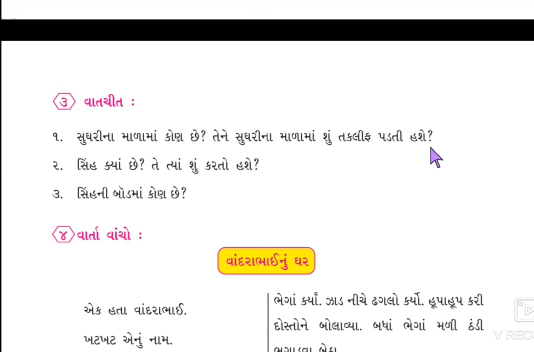 ૩ વાતચીત :
૧. સુઘરીના માળામાં કોણ છે? તેને સુઘરીના માળામાં શું તકલીફ પડતી હશે?
૨. સિંહ ક્યાં છે? તે ત્યાં શું કરતો હશે?
૩. સિંહની બૉડમાં કોણ છે?
૪ વાર્તા વાંચો :
વાંદરાભાઈનું ઘર
એક હતા વાંદરાભાઈ.
ખટખટ એનું નામ.
ભેગાં કર્યાં. ઝાડ નીચે ઢગલો કર્યો. હૂપાહૂપ કરી
દોસ્તોને બોલાવ્યા. બધાં ભેગાં મળી ઠંડી
V RECO